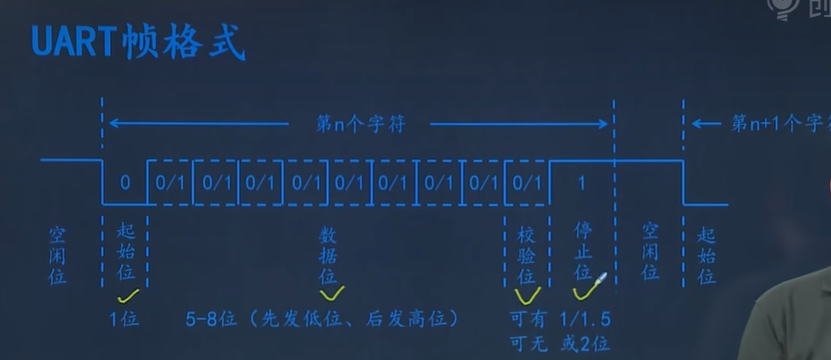 创
UART帧格式
第n个字符
第n+1个字符
0 0/1 0/1 0/1 0/1 0/1 0/1 0/1 0/1 0/1 1
空闲位 起始位 数据位 校验位 停止位 空闲位 起始位
1位 5-8位（先发低位、后发高位） 可有 1/1.5
可无 或2位